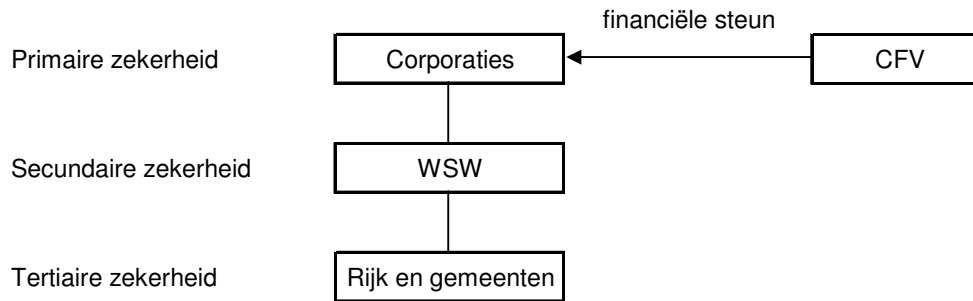 financiële steun
Primaire zekerheid Corporaties CFV
Secundaire zekerheid WSW
Tertiaire zekerheid Rijk en gemeenten